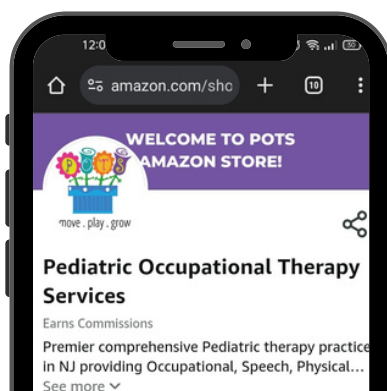 12:0
amazon.com/sho
10
WELCOME TO POTS
AMAZON STORE!
POTS
move . play . grow
Pediatric Occupational Therapy
Services
Earns Commissions
Premier comprehensive Pediatric therapy practice
in NJ providing Occupational, Speech, Physical...
See more